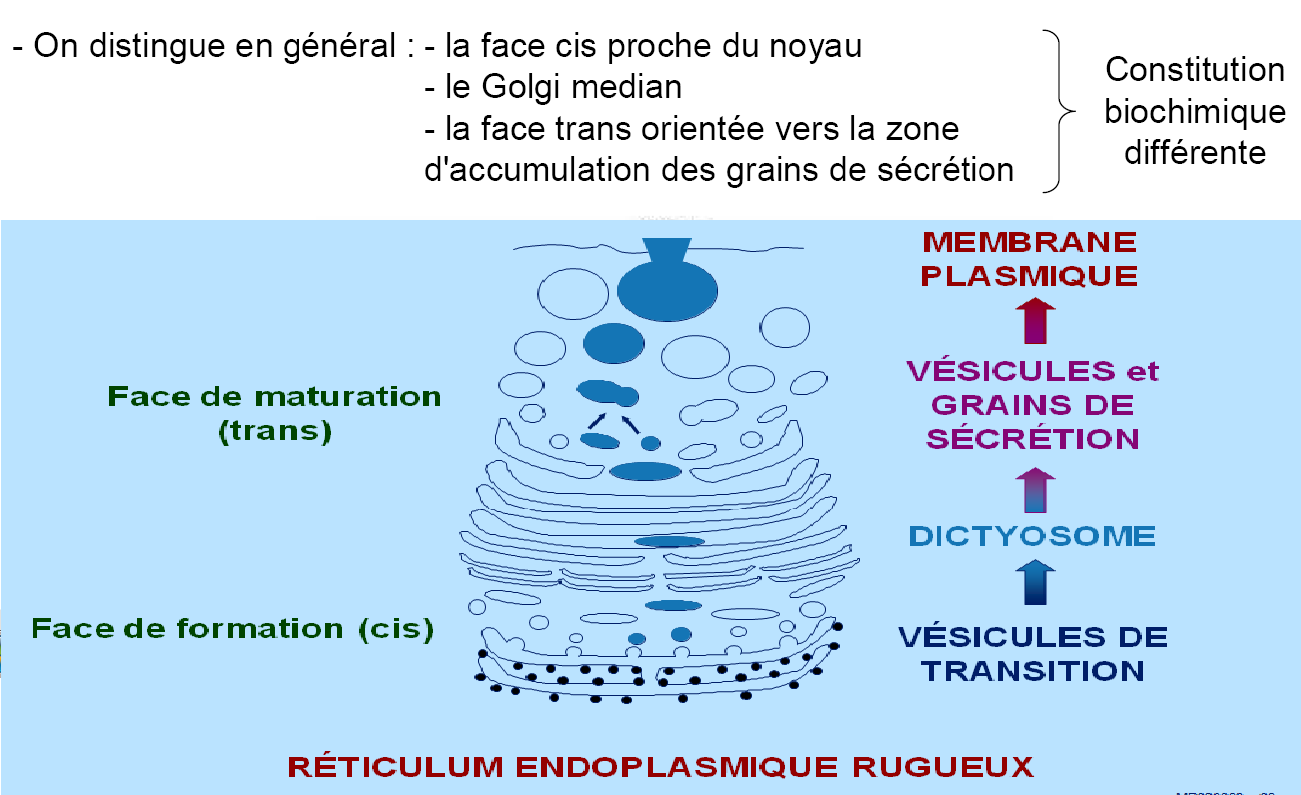 - On distingue en général : - la face cis proche du noyau
- le Golgi median
- la face trans orientée vers la zone
d'accumulation des grains de sécrétion
Constitution
biochimique
différente
MEMBRANE
PLASMIQUE
VÉSICULES et
GRAINS DE
SÉCRÉTION
Face de maturation
(trans)
DICTYOSOME
Face de formation (cis)
VÉSICULES DE
TRANSITION
RÉTICULUM ENDOPLASMIQUE RUGUEUX